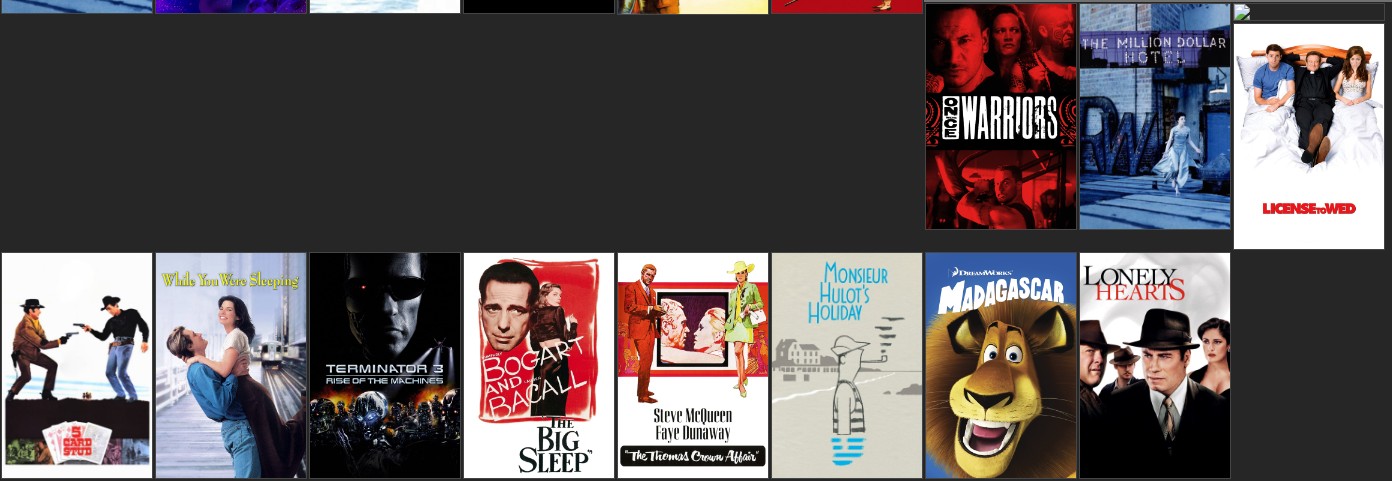 ONCE
WARRIORS
THE MILLION DOLLAR
HOTEL
LICENSE TO WED
5
CARD
STUD
While You Were Sleeping
TERMINATOR 3
RISE OF THE MACHINES
BOGART
AND
BACALL
THE
BIG
SLEEP"
Steve McQueen
Faye Dunaway
"The Thomas Crown Affair"
MONSIEUR
HULOT'S
HOLIDAY
DREAMWORKS
MADAGASCAR
LONELY
HEARTS